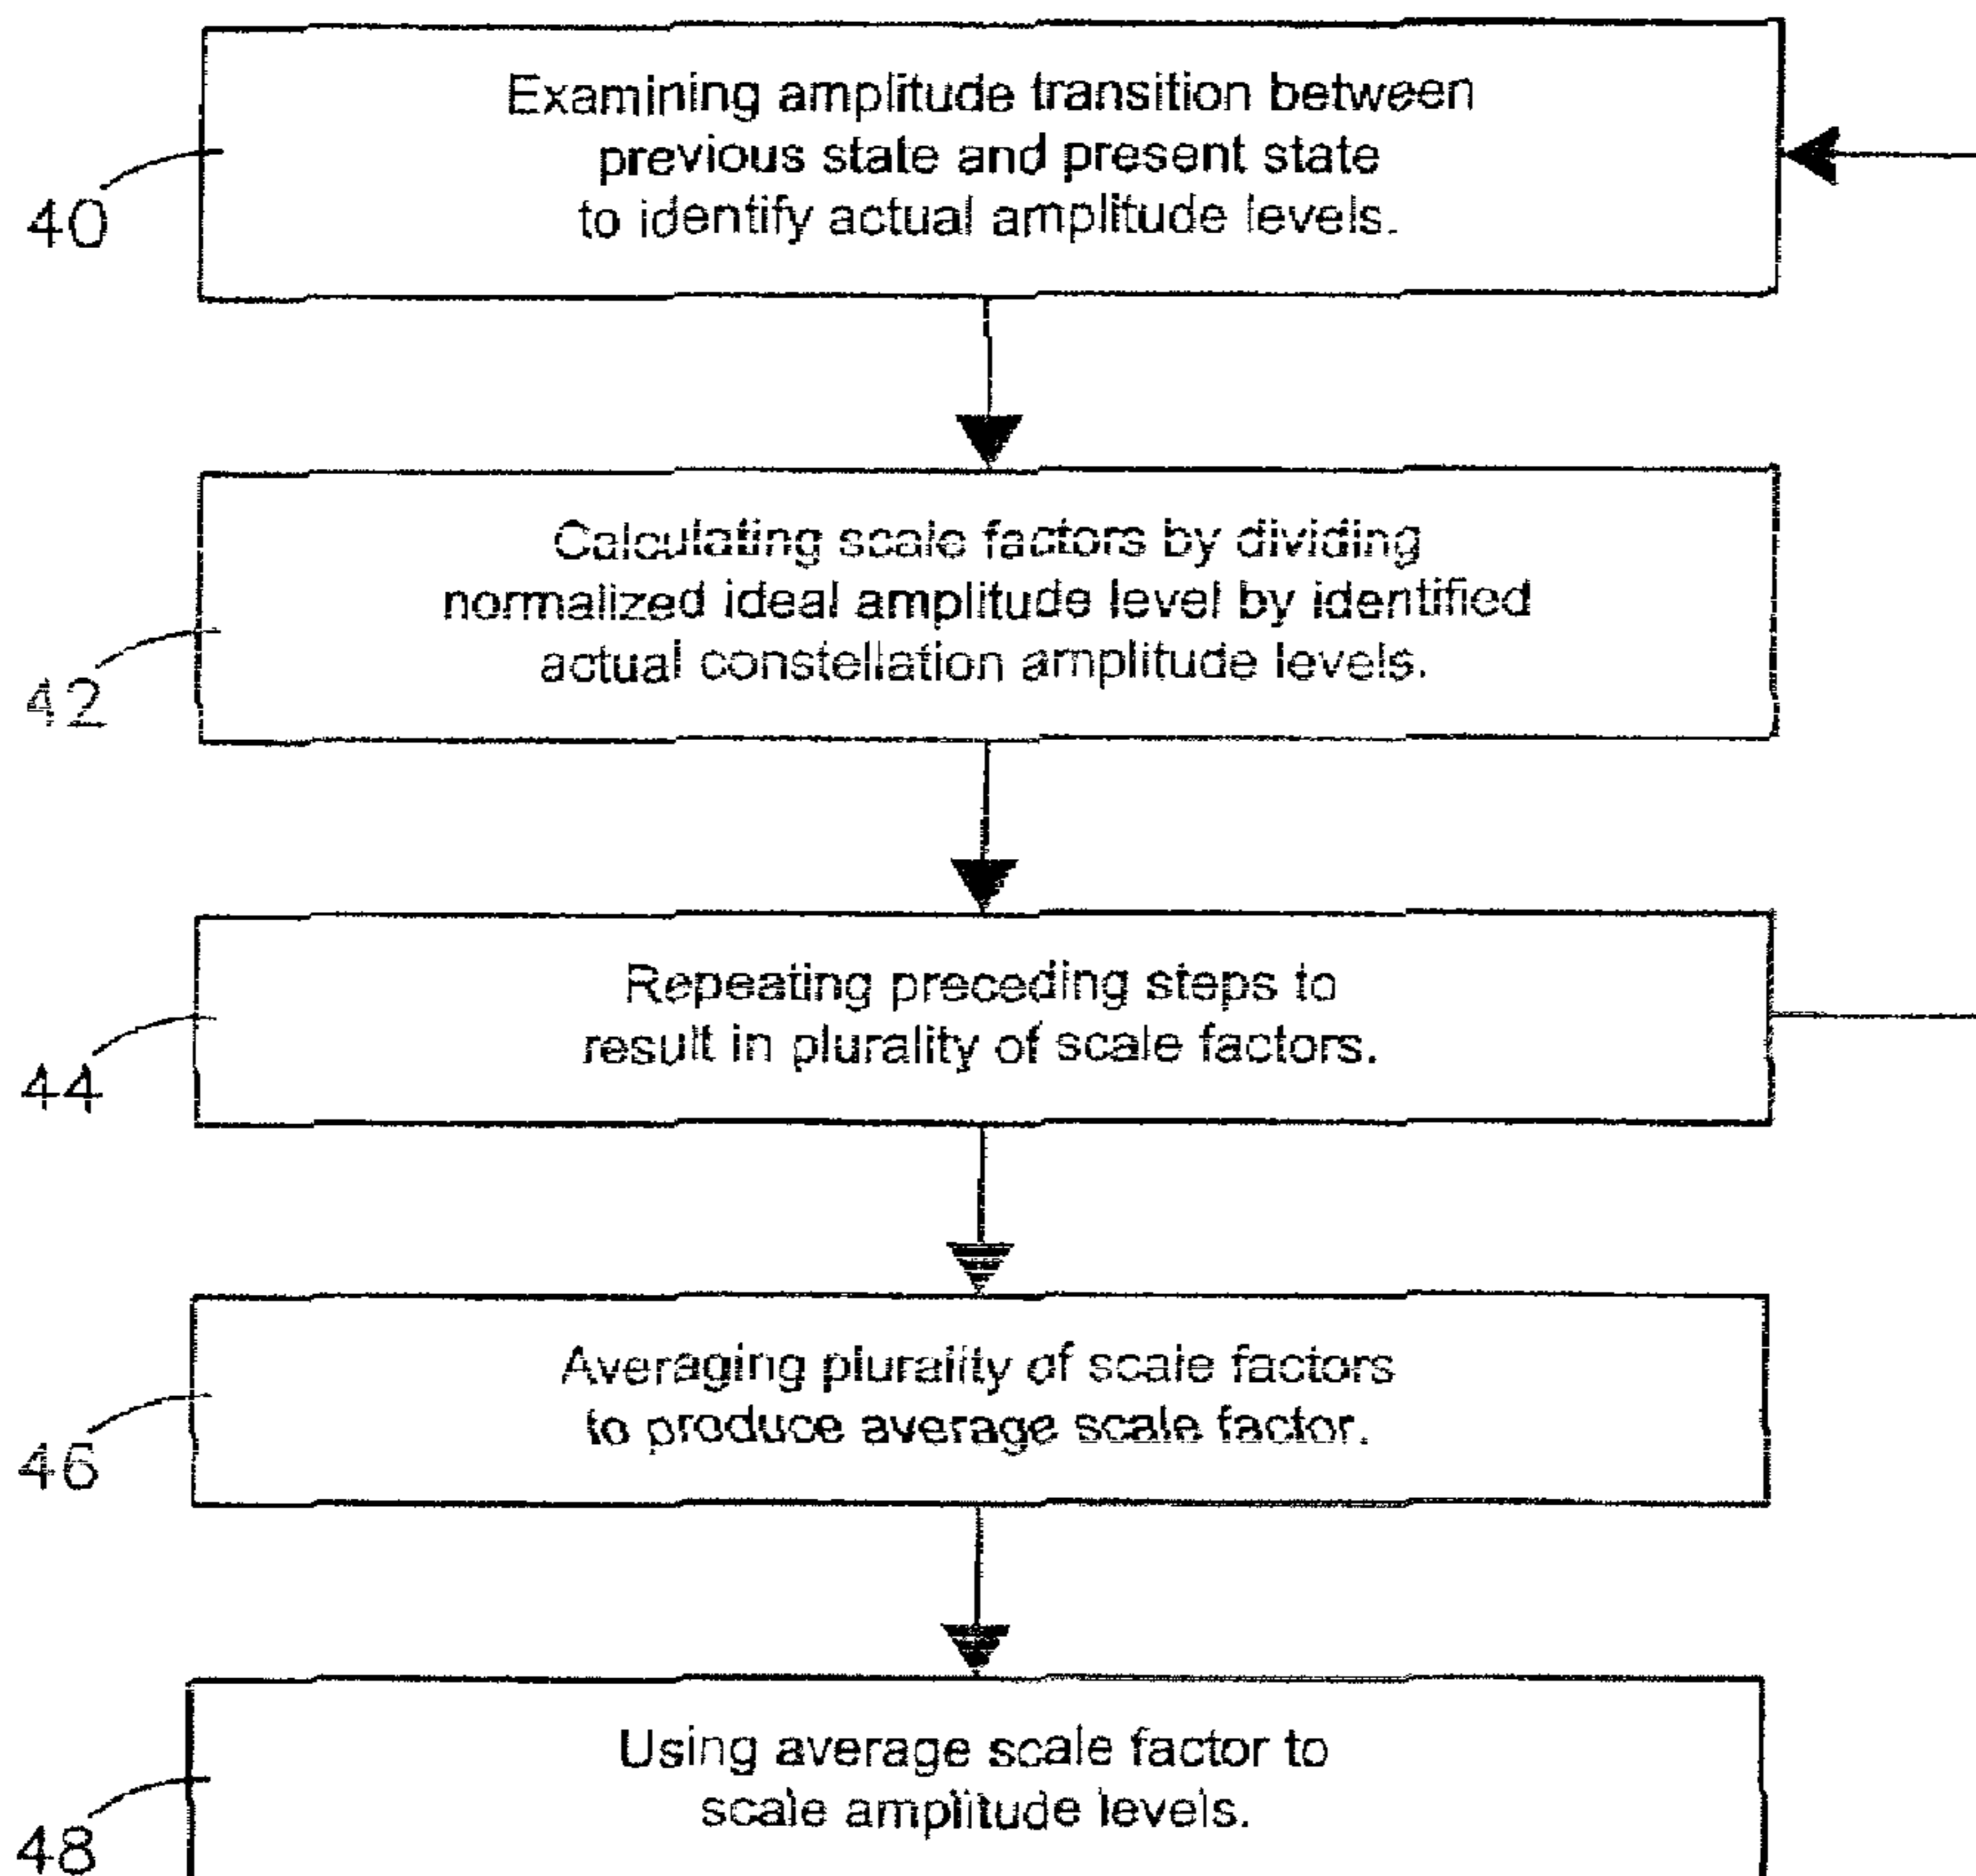 Examining amplitude transition between
previous state and present state
to identify actual amplitude levels.
40
Calculating scale factors by dividing
normalized ideal amplitude level by identified
actual constellation amplitude levels.
42
Repeating preceding steps to
result in plurality of scale factors.
44
Averaging plurality of scale factors
to produce average scale factor.
46
Using average scale factor to
scale amplitude levels.
48